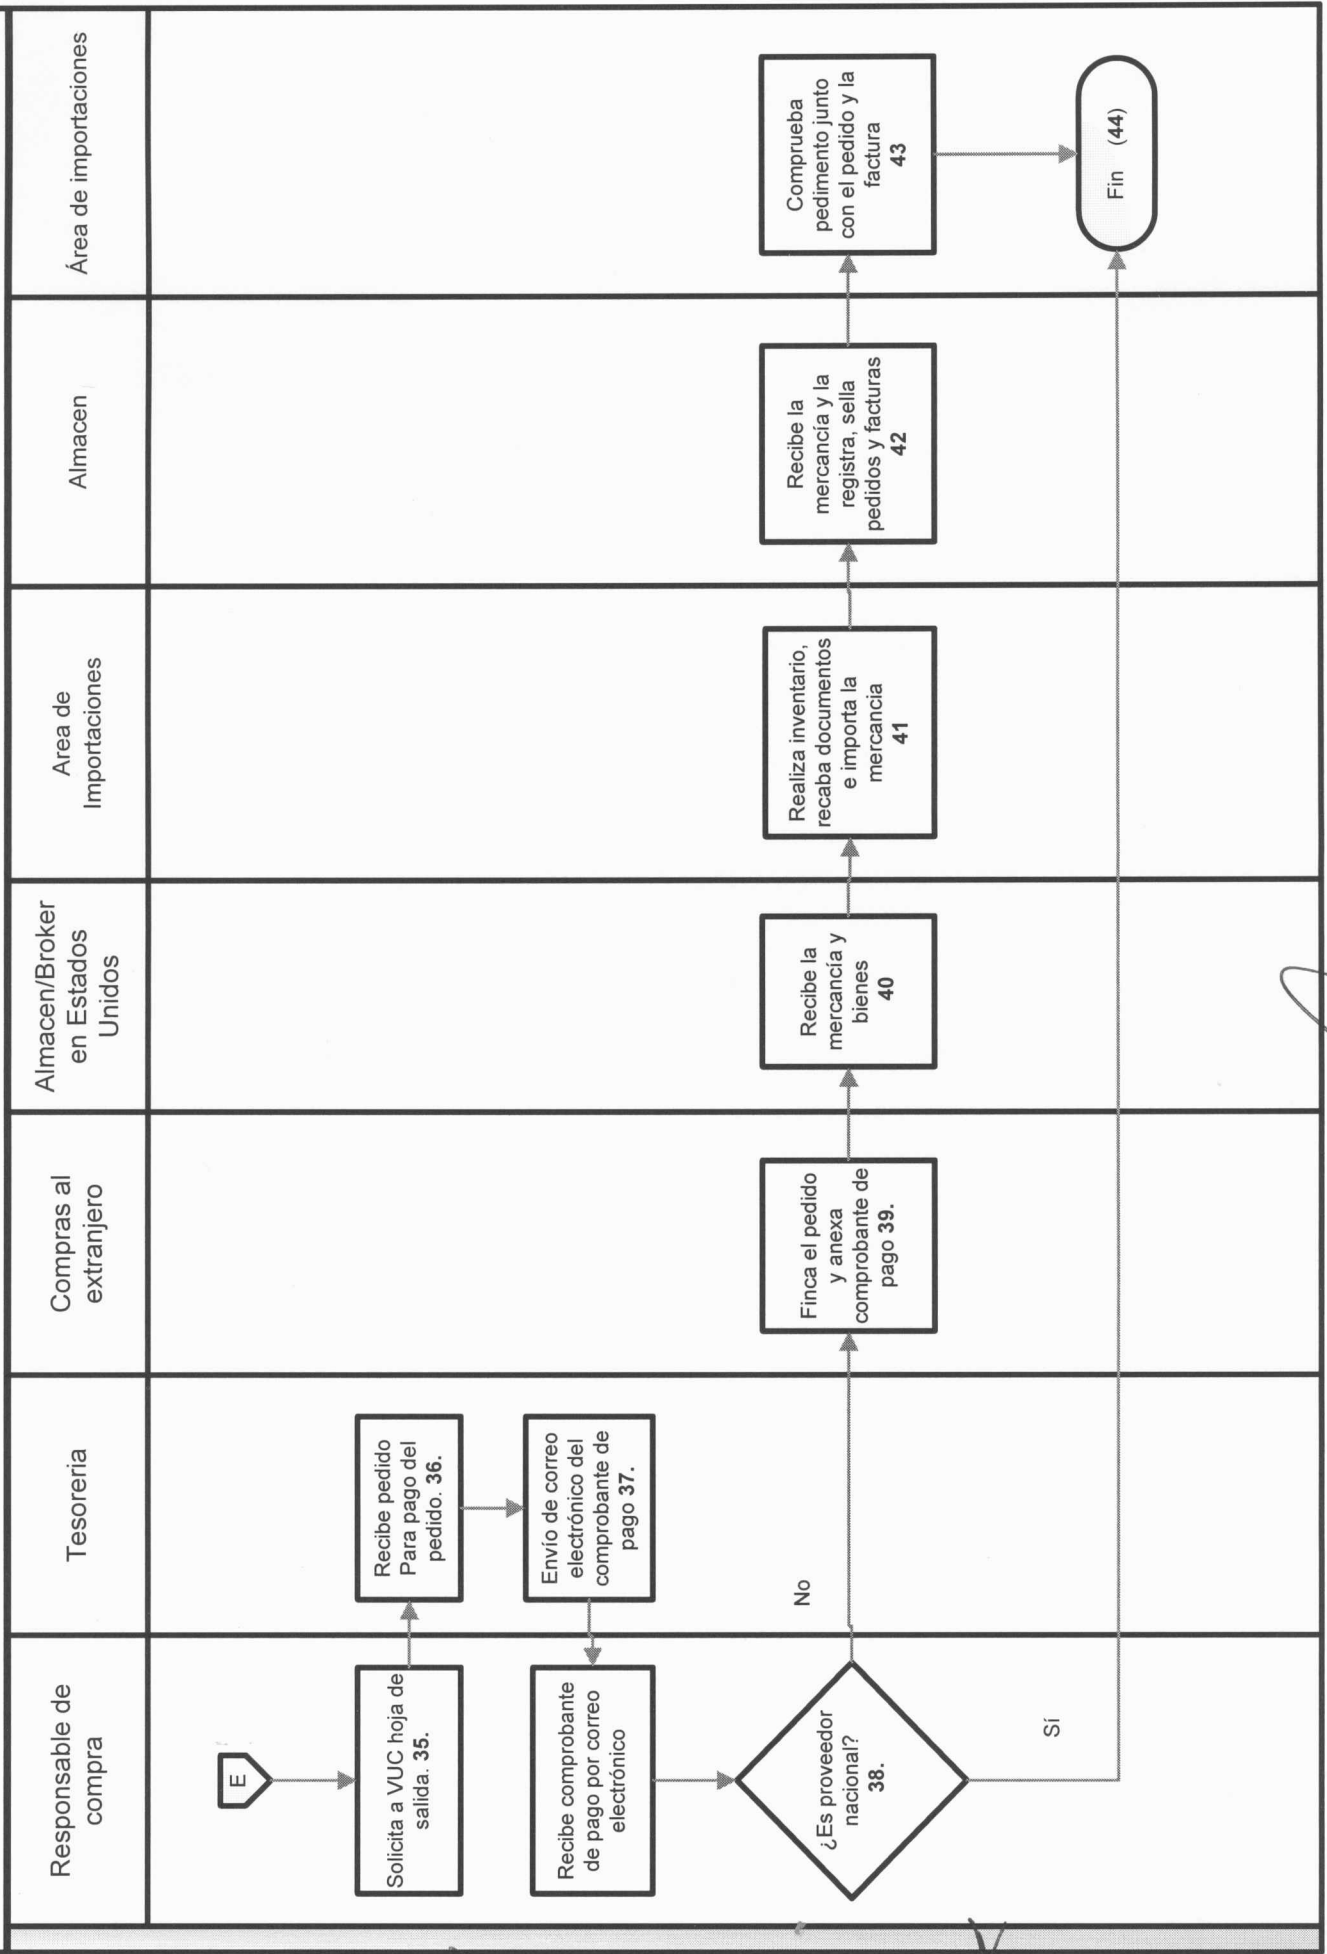 Responsable de
compra
Tesoreria
Compras al
extranjero
Almacen/Broker
en Estados
Unidos
Area de
Importaciones
Almacen
Área de importaciones
E
Solicita a VUC hoja de
salida. 35.
Recibe pedido
Para pago del
pedido. 36.
Envío de correo
electrónico del
comprobante de
pago 37.
Recibe comprobante
de pago por correo
electrónico
¿Es proveedor
nacional?
38.
No
Sí
Finca el pedido
y anexa
comprobante de
pago 39.
Recibe la
mercancía y
bienes
40
Realiza inventario,
recaba documentos
e importa la
mercancia
41
Recibe la
mercancía y la
registra, sella
pedidos y facturas
42
Comprueba
pedimento junto
con el pedido y la
factura
43
Fin (44)